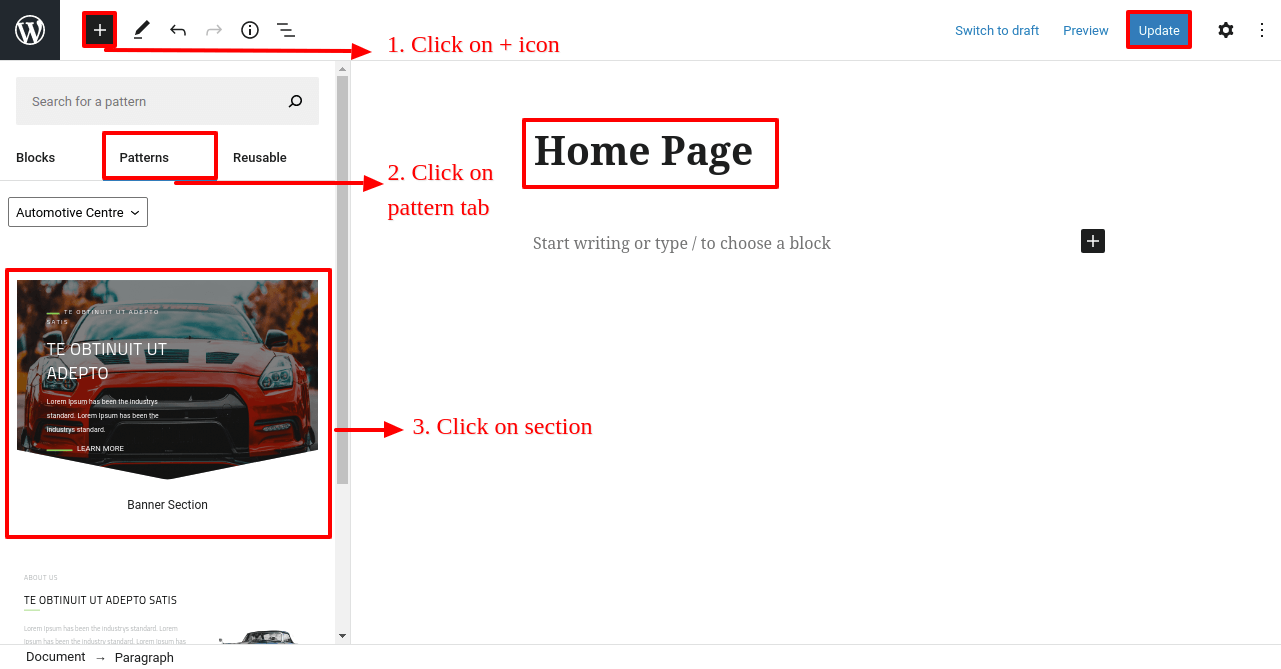 1. Click on + icon
Switch to draft
Preview
Update
Search for a pattern
Blocks
Patterns
Reusable
2. Click on
pattern tab
Automotive Centre
Home Page
Start writing or type / to choose a block
TE OBTINUIT UT ADEPTO
SATIS
TE OBTINUIT UT
ADEPTO
Lorem Ipsum has been the industrys
standard. Lorem Ipsum has been the
industrys standard.
LEARN MORE
3. Click on section
Banner Section
ABOUT US
TE OBTINUIT UT ADEPTO SATIS
Lorem Ipsum has been the industrys standard. Lorem
Ipsum has been the industry standard. Lorem Ipsum has
Document → Paragraph